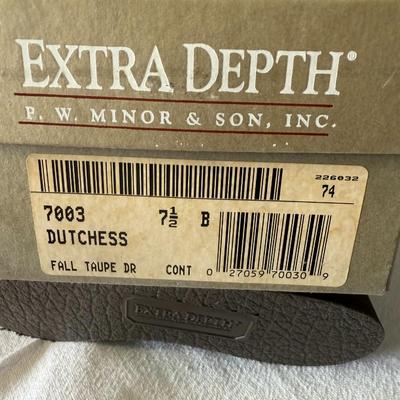 EXTRA DEPTH®
P. W. MINOR & SON, INC.
226032
74
7003 7½ B
DUTCHESS
FALL TAUPE DR CONT 0 27059 70030 9
EXTRA DEPTH